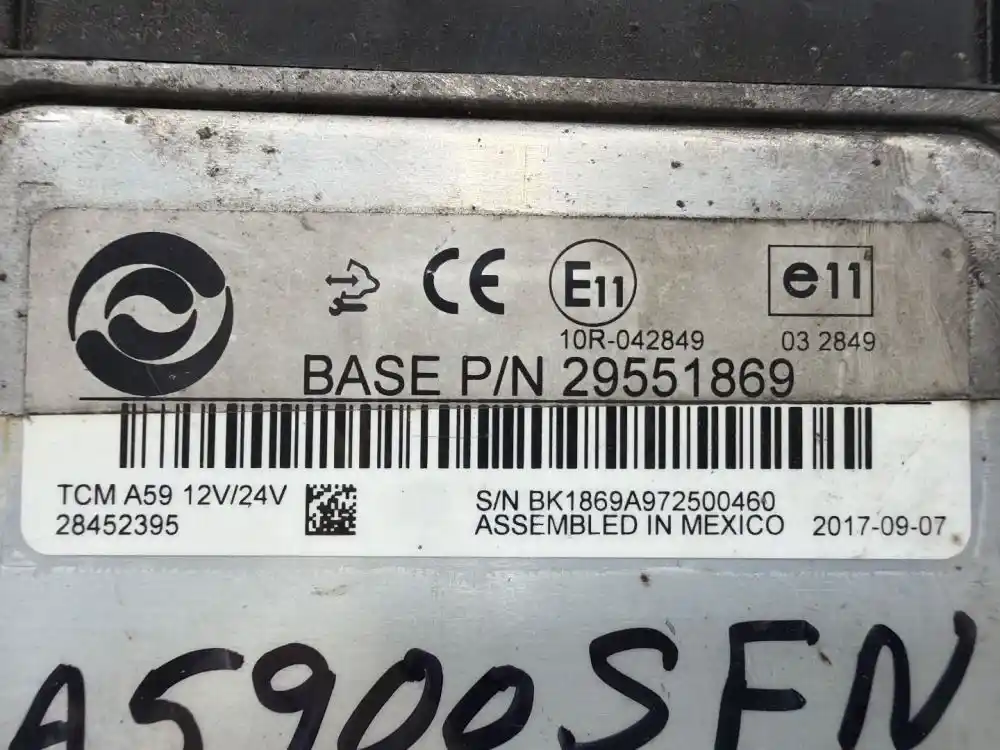 CE E11 e11
10R-042849 03 2849
BASE P/N 29551869
TCM A59 12V/24V
28452395
S/N BK1869A972500460
ASSEMBLED IN MEXICO 2017-09-07
A5900SFN